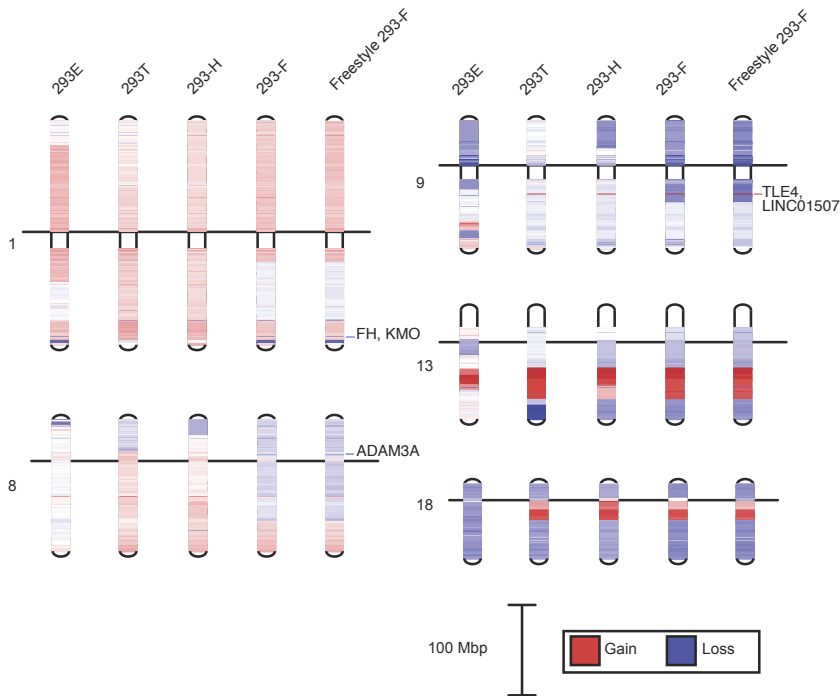 293E
293T
293-H
293-F
Freestyle 293-F
1
FH, KMO
8
ADAM3A
293E
293T
293-H
293-F
Freestyle 293-F
9
TLE4,
LINC01507
13
18
100 Mbp
Gain
Loss